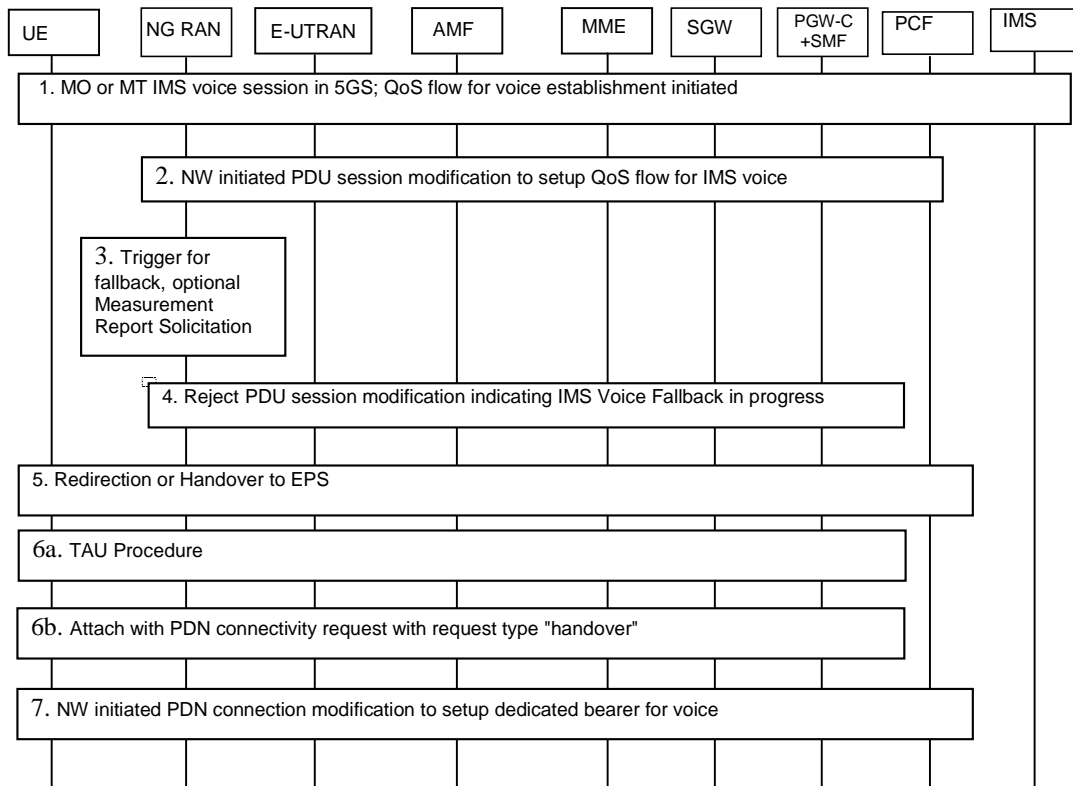 UE
NG RAN
E-UTRAN
AMF
MME
SGW
PGW-C
+SMF
PCF
IMS
1. MO or MT IMS voice session in 5GS; QoS flow for voice establishment initiated
2. NW initiated PDU session modification to setup QoS flow for IMS voice
3. Trigger for
fallback, optional
Measurement
Report Solicitation
4. Reject PDU session modification indicating IMS Voice Fallback in progress
5. Redirection or Handover to EPS
6a. TAU Procedure
6b. Attach with PDN connectivity request with request type "handover"
7. NW initiated PDN connection modification to setup dedicated bearer for voice